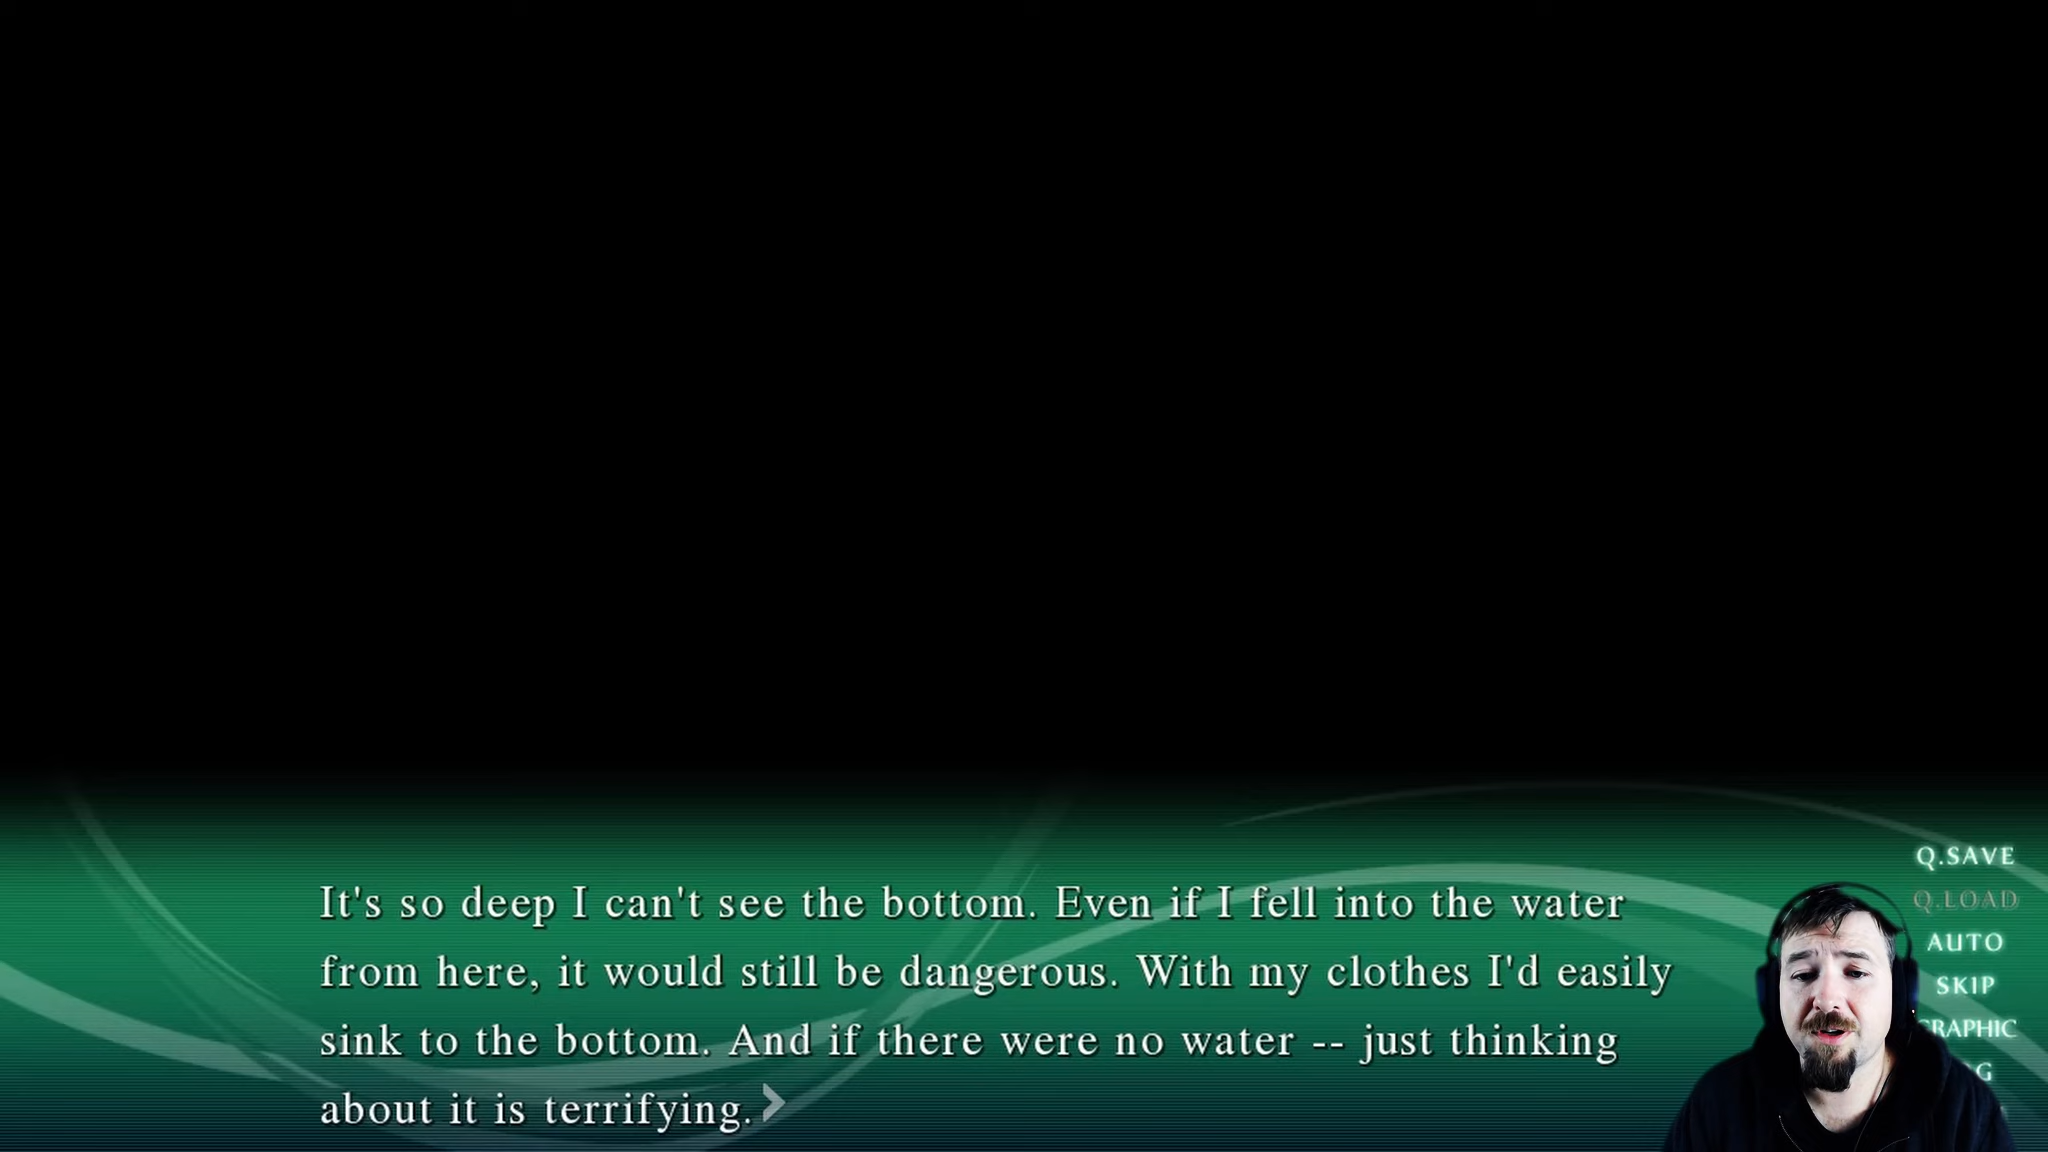 It's so deep I can't see the bottom. Even if I fell into the water
from here, it would still be dangerous. With my clothes I'd easily
sink to the bottom. And if there were no water -- just thinking
about it is terrifying.
Q.SAVE
Q.LOAD
AUTO
SKIP
GRAPHIC